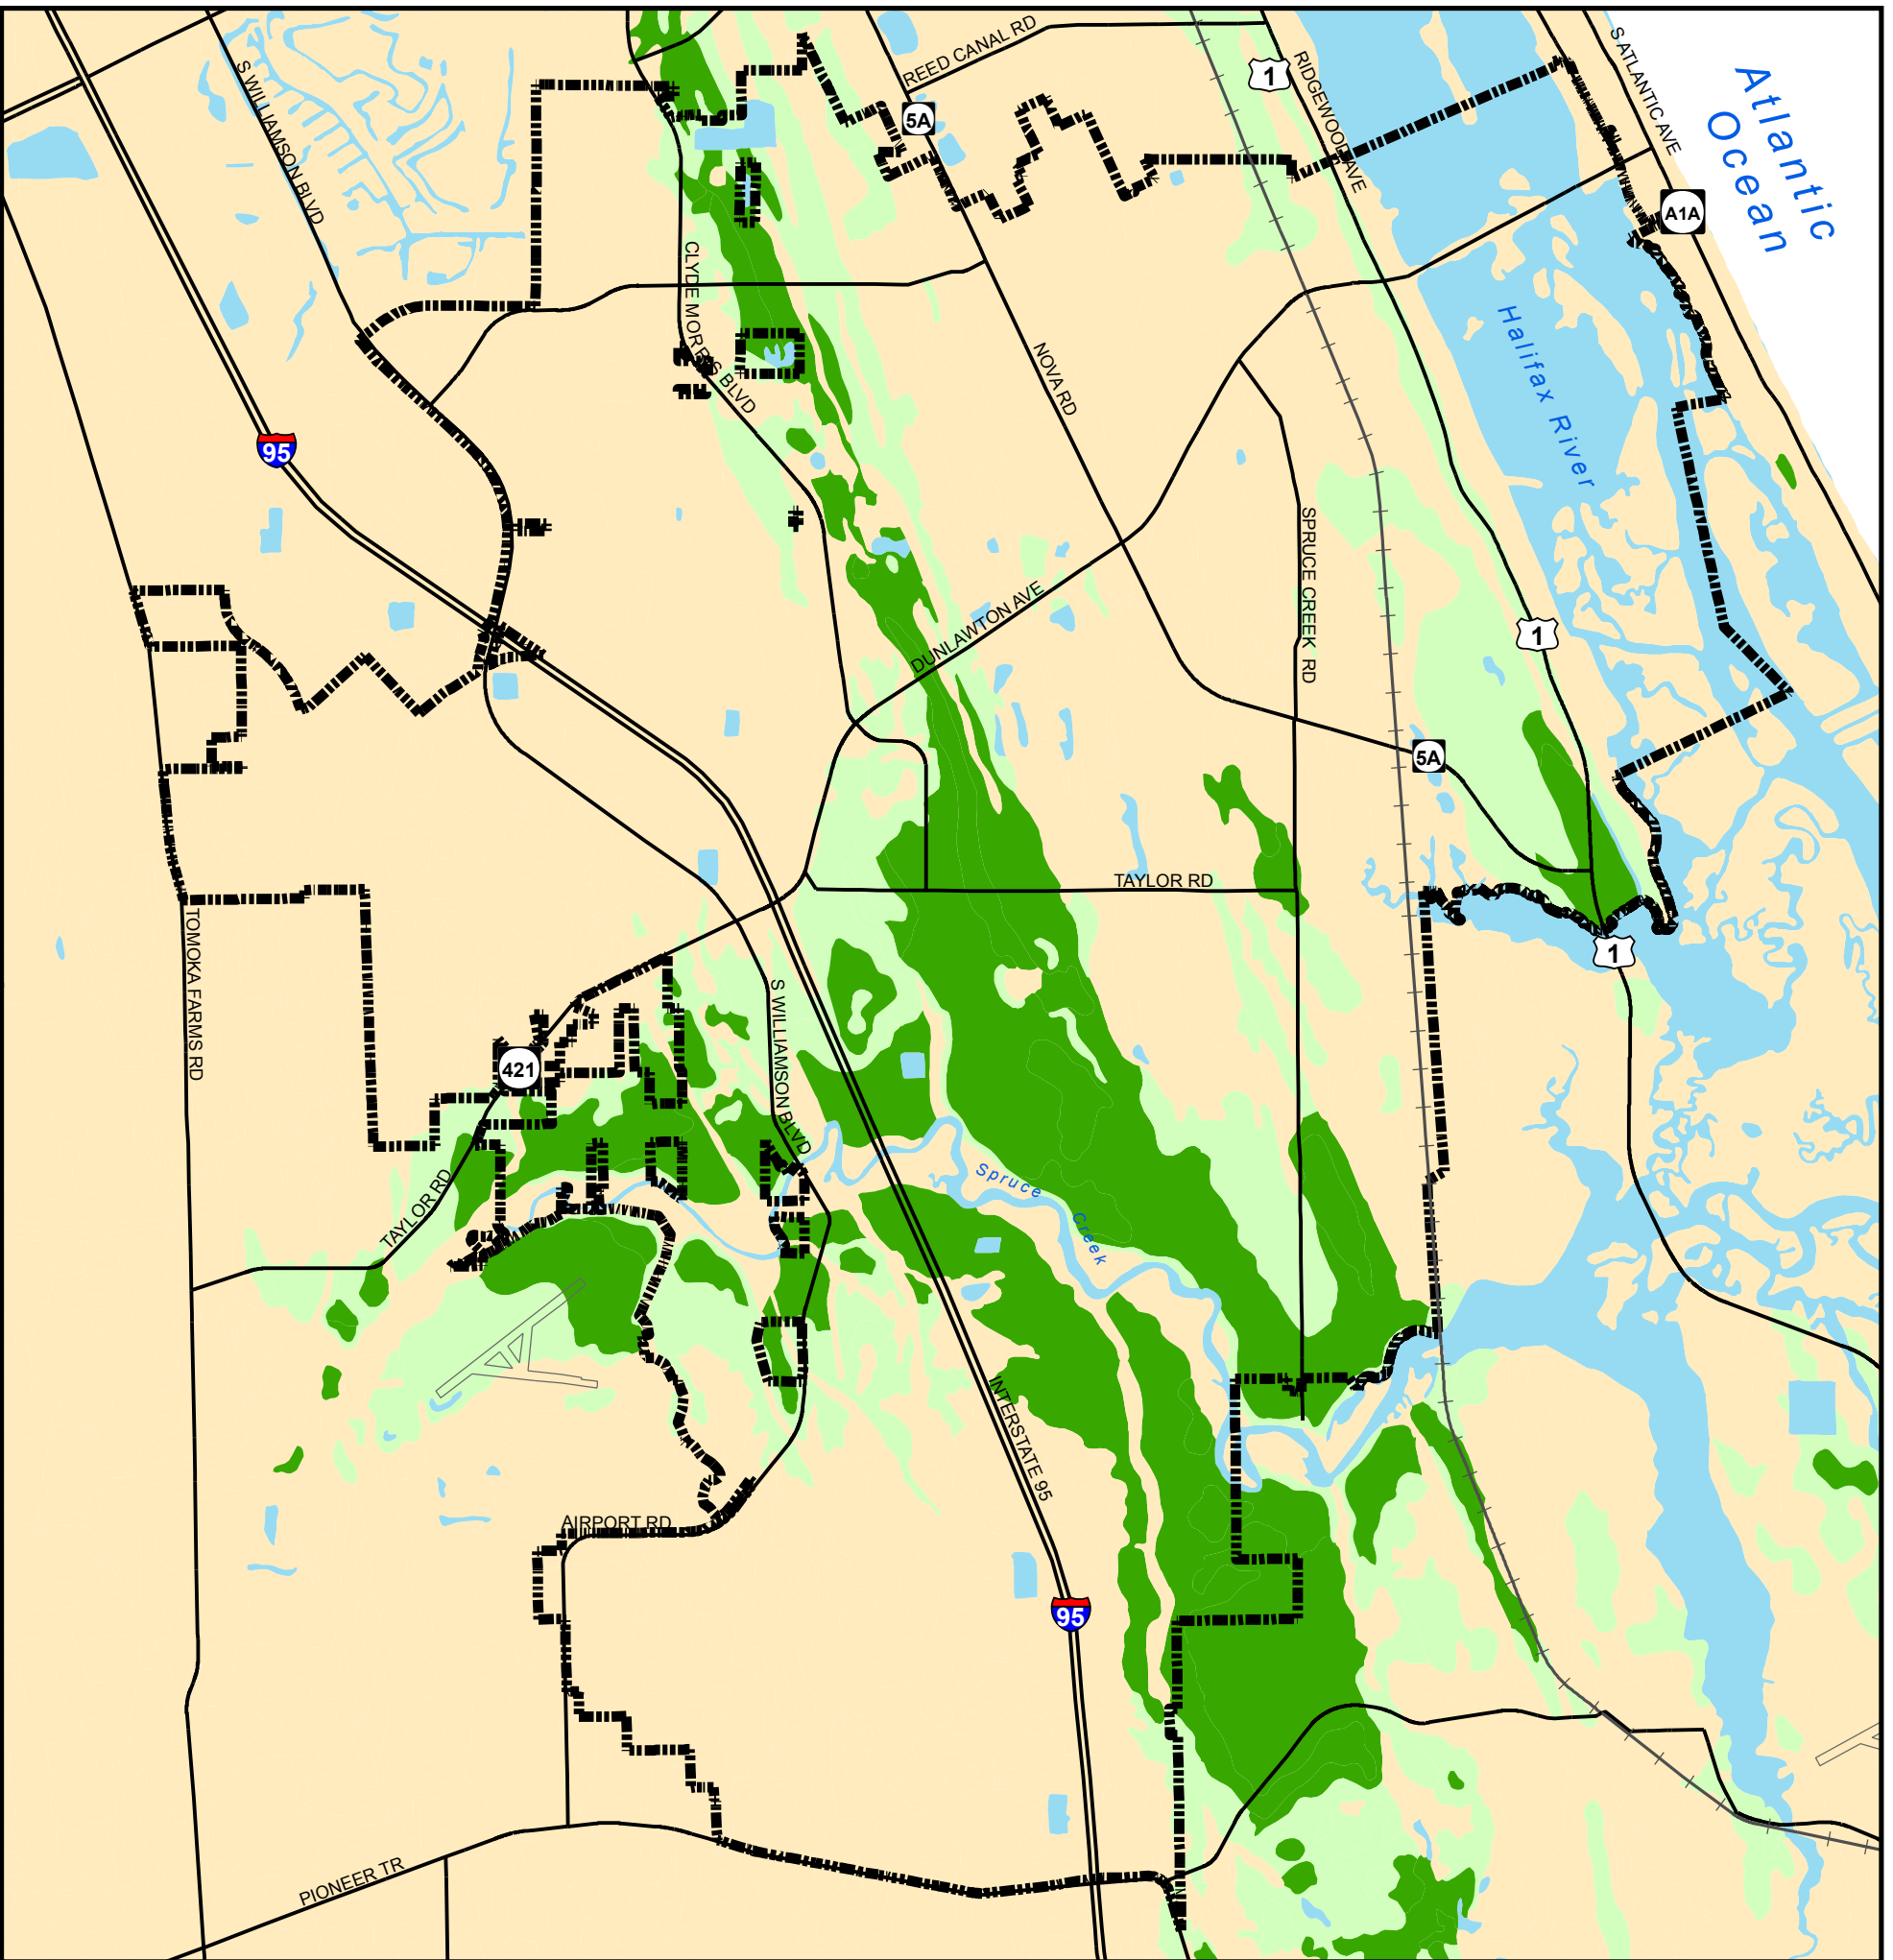 REED CANAL RD
S ATLANTIC AVE
S WILLIAMSON BLVD
1
RIDGEWOOD AVE
Atlantic
Ocean
5A
A1A
CLYDE MORRIS BLVD
Halifax River
NOVA RD
95
SPRUCE CREEK RD
DUNLAWTON AVE
1
5A
TAYLOR RD
TOMOKA FARMS RD
1
S WILLIAMSON BLVD
421
TAYLOR RD
Spruce
Creek
INTERSTATE 95
AIRPORT RD
95
PIONEER TR